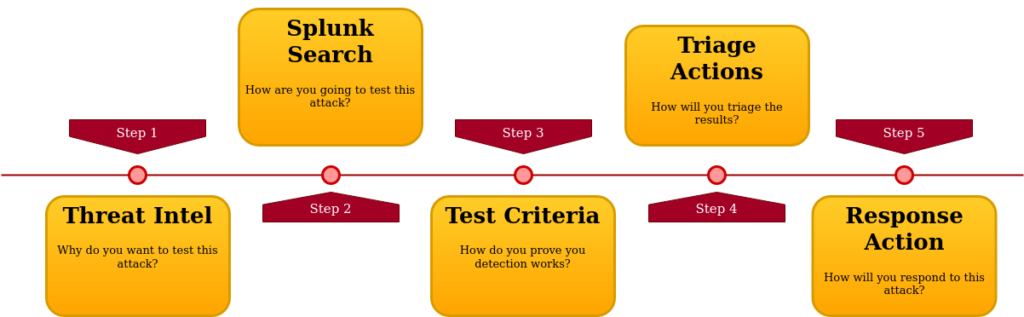 Step 1
Threat Intel
Why do you want to test this
attack?
Splunk
Search
How are you going to test this
attack?
Step 2
Step 3
Test Criteria
How do you prove you
detection works?
Triage
Actions
How will you triage the
results?
Step 4
Step 5
Response
Action
How will you respond to this
attack?